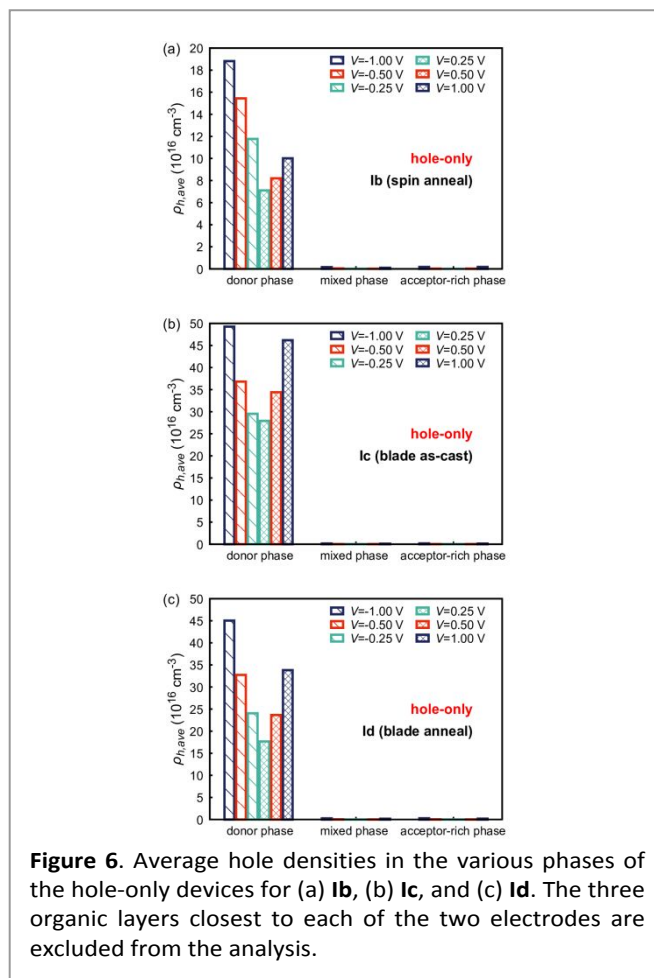 (a)
20
18
16
14
12
10
8
6
4
2
0
ρh,ave (10¹⁶ cm⁻³)
V=-1.00 V V=0.25 V
V=-0.50 V V=0.50 V
V=-0.25 V V=1.00 V
hole-only
Ib (spin anneal)
donor phase mixed phase acceptor-rich phase
(b)
50
45
40
35
30
25
20
15
10
5
0
ρh,ave (10¹⁶ cm⁻³)
V=-1.00 V V=0.25 V
V=-0.50 V V=0.50 V
V=-0.25 V V=1.00 V
hole-only
Ic (blade as-cast)
donor phase mixed phase acceptor-rich phase
(c)
50
45
40
35
30
25
20
15
10
5
0
ρh,ave (10¹⁶ cm⁻³)
V=-1.00 V V=0.25 V
V=-0.50 V V=0.50 V
V=-0.25 V V=1.00 V
hole-only
Id (blade anneal)
donor phase mixed phase acceptor-rich phase
Figure 6. Average hole densities in the various phases of
the hole-only devices for (a) Ib, (b) Ic, and (c) Id. The three
organic layers closest to each of the two electrodes are
excluded from the analysis.